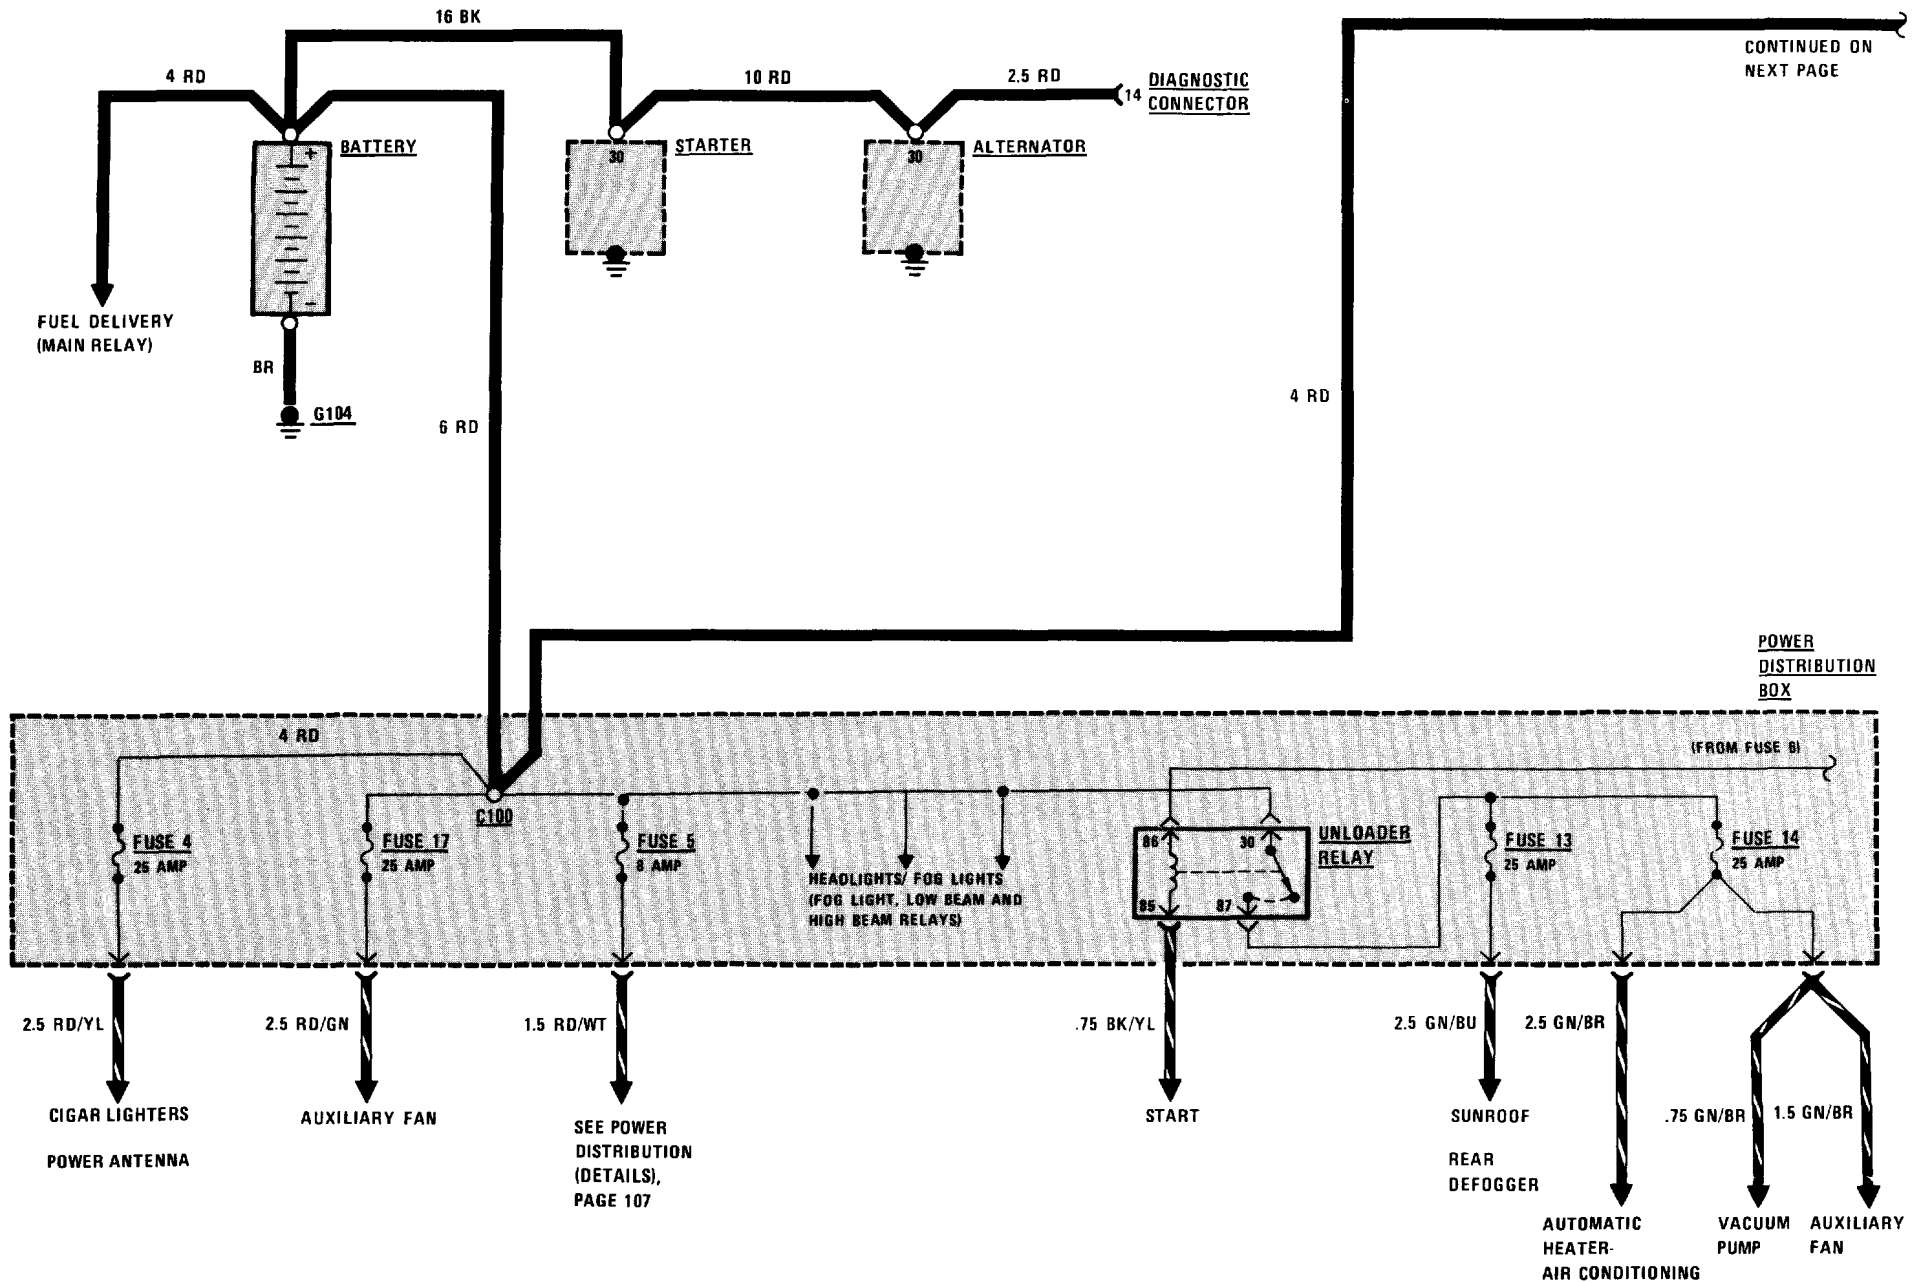 16 BK
CONTINUED ON
NEXT PAGE
4 RD
10 RD
2.5 RD
14
DIAGNOSTIC
CONNECTOR
BATTERY
+
-
30
STARTER
30
ALTERNATOR
FUEL DELIVERY
(MAIN RELAY)
BR
G104
6 RD
4 RD
POWER
DISTRIBUTION
BOX
4 RD
(FROM FUSE 6)
C100
FUSE 4
25 AMP
FUSE 17
25 AMP
FUSE 5
8 AMP
HEADLIGHTS/ FOG LIGHTS
(FOG LIGHT, LOW BEAM AND
HIGH BEAM RELAYS)
86
30
85
87
UNLOADER
RELAY
FUSE 13
25 AMP
FUSE 14
25 AMP
2.5 RD/YL
2.5 RD/GN
1.5 RD/WT
.75 BK/YL
2.5 GN/BU
2.5 GN/BR
.75 GN/BR
1.5 GN/BR
CIGAR LIGHTERS
POWER ANTENNA
AUXILIARY FAN
SEE POWER
DISTRIBUTION
(DETAILS),
PAGE 107
START
SUNROOF
REAR
DEFOGGER
AUTOMATIC
HEATER-
AIR CONDITIONING
VACUUM
PUMP
AUXILIARY
FAN